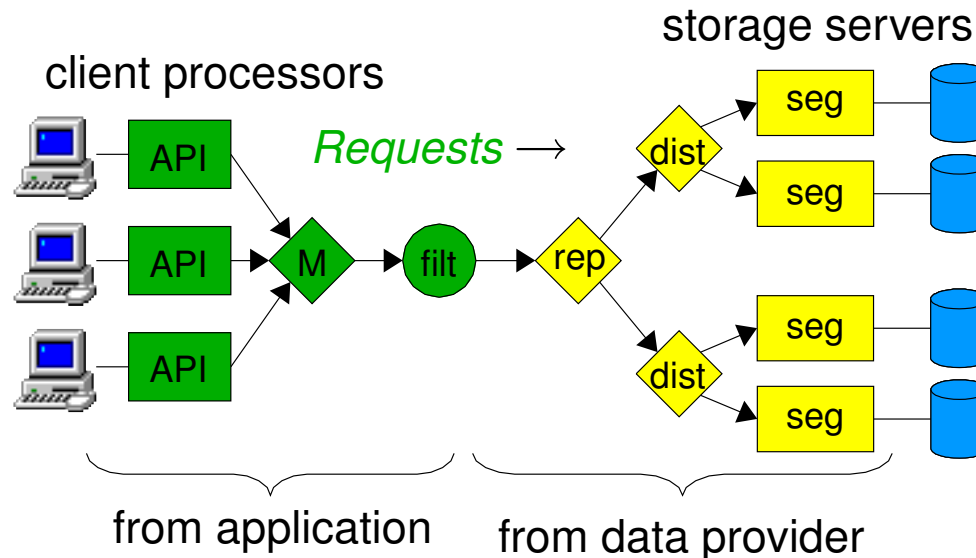 storage servers
client processors
Requests →
API
API
API
M
filt
rep
dist
dist
seg
seg
seg
seg
from application
from data provider